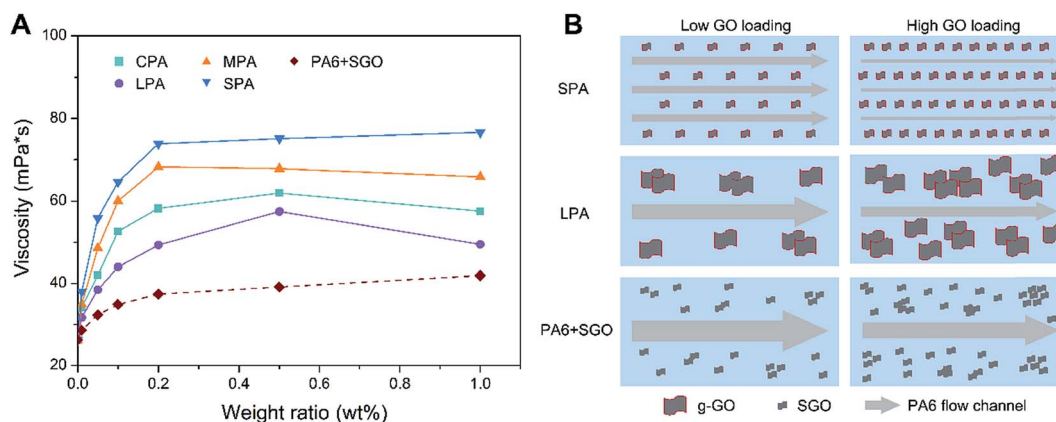 A
Viscosity (mPa*s)
100
80
60
40
20
CPA
MPA
PA6+SGO
LPA
SPA
0.0
0.2
0.4
0.6
0.8
1.0
Weight ratio (wt%)
B
Low GO loading
High GO loading
SPA
LPA
PA6+SGO
g-GO
SGO
PA6 flow channel